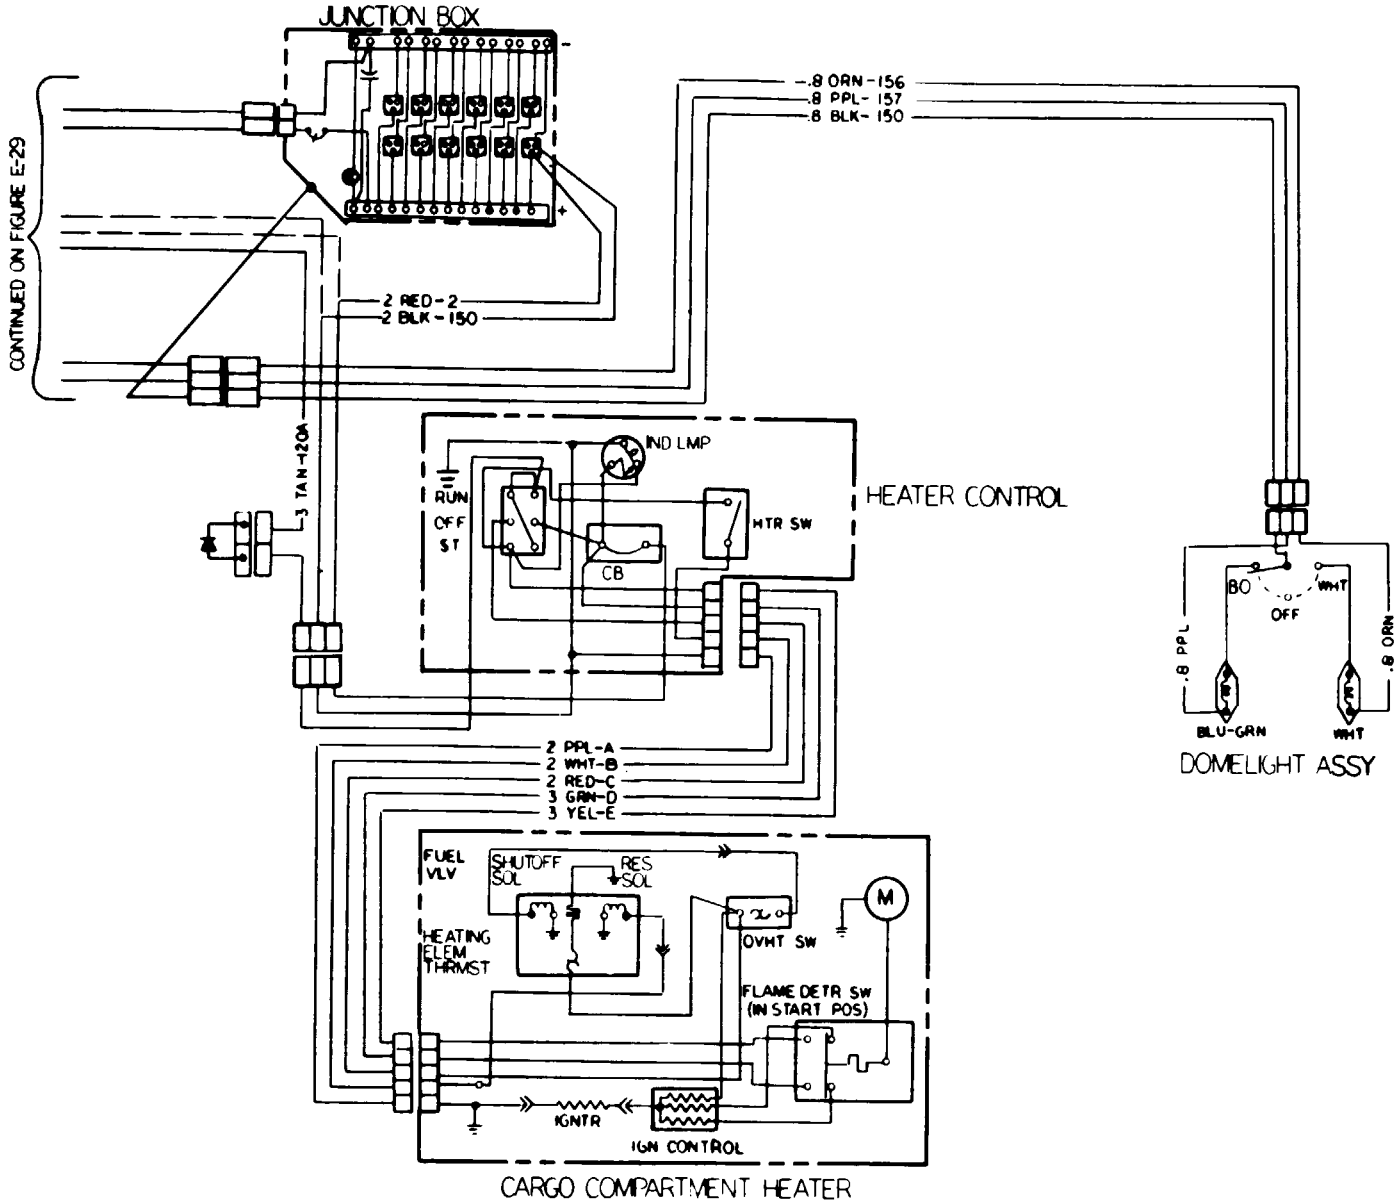 JUNCTION BOX
-
.8 ORN-156
.8 PPL-157
.8 BLK-150
CONTINUED ON FIGURE E-29
+
2 RED-2
2 BLK-150
3 TAN-120A
IND LMP
RUN
OFF
ST
HTR SW
CB
HEATER CONTROL
BO
WHT
OFF
.8 PPL
.8 ORN
BLU-GRN
WHT
DOMELIGHT ASSY
2 PPL-A
2 WHT-B
2 RED-C
3 GRN-D
3 YEL-E
FUEL
VLV
SHUTOFF
SOL
RES
SOL
M
HEATING
ELEM
THRMST
OVHT SW
FLAME DETR SW
(IN START POS)
IGNTR
IGN CONTROL
CARGO COMPARTMENT HEATER